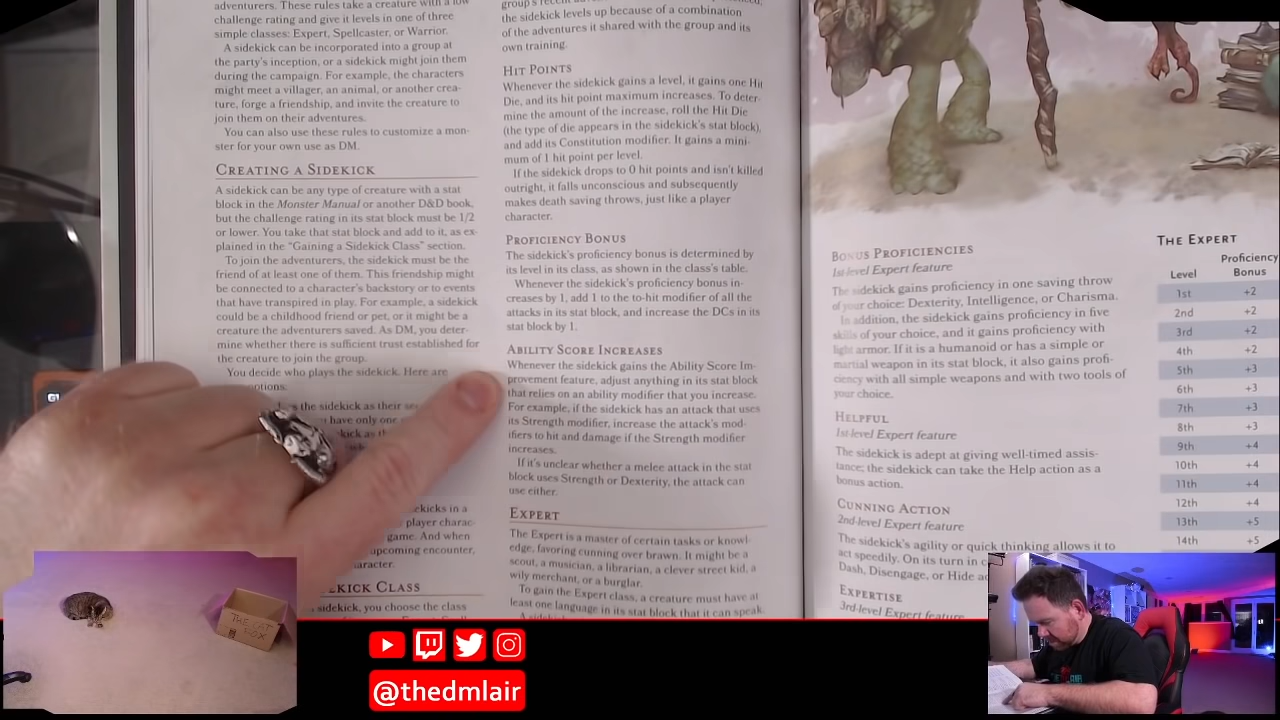 adventurers. These rules take a creature with a low
challenge rating and give it levels in one of three
simple classes: Expert, Spellcaster, or Warrior.
A sidekick can be incorporated into a group at
the party's inception, or a sidekick might join them
during the campaign. For example, the characters
might meet a villager, an animal, or another crea-
ture, forge a friendship, and invite the creature to
join them on their adventures.
You can also use these rules to customize a mon-
ster for your own use as DM.
CREATING A SIDEKICK
A sidekick can be any type of creature with a stat
block in the Monster Manual or another D&D book,
but the challenge rating in its stat block must be 1/2
or lower. You take that stat block and add to it, as ex-
plained in the "Gaining a Sidekick Class" section.
To join the adventurers, the sidekick must be the
friend of at least one of them. This friendship might
be connected to a character's backstory or to events
that have transpired in play. For example, a sidekick
could be a childhood friend or pet, or it might be a
creature the adventurers saved. As DM, you deter-
mine whether there is sufficient trust established for
the creature to join the group.
You decide who plays the sidekick. Here are
options.
the sidekick as their
have only one
ekicks in a
player charac-
game. And when
upcoming encounter,
aracter.
EKICK CLASS
sidekick, you choose the class
group's recent
the sidekick levels up because of a combination
of the adventures it shared with the group and its
own training.
HIT POINTS
Whenever the sidekick gains a level, it gains one Hit
Die, and its hit point maximum increases. To deter-
mine the amount of the increase, roll the Hit Die
(the type of die appears in the sidekick's stat block),
and add its Constitution modifier. It gains a mini-
mum of 1 hit point per level.
If the sidekick drops to 0 hit points and isn't killed
outright, it falls unconscious and subsequently
makes death saving throws, just like a player
character.
PROFICIENCY BONUS
The sidekick's proficiency bonus is determined by
its level in its class, as shown in the class's table.
Whenever the sidekick's proficiency bonus in-
creases by 1, add 1 to the to-hit modifier of all the
attacks in its stat block, and increase the DCs in its
stat block by 1.
ABILITY SCORE INCREASES
Whenever the sidekick gains the Ability Score Im-
provement feature, adjust anything in its stat block
that relies on an ability modifier that you increase.
For example, if the sidekick has an attack that uses
its Strength modifier, increase the attack's mod-
ifiers to hit and damage if the Strength modifier
increases.
If it's unclear whether a melee attack in the stat
block uses Strength or Dexterity, the attack can
use either.
EXPERT
The Expert is a master of certain tasks or knowl-
edge, favoring cunning over brawn. It might be a
scout, a musician, a librarian, a clever street kid, a
wily merchant, or a burglar.
To gain the Expert class, a creature must have at
least one language in its stat block that it can speak.
BONUS PROFICIENCIES
1st-level Expert feature
The sidekick gains proficiency in one saving throw
of your choice: Dexterity, Intelligence, or Charisma.
In addition, the sidekick gains proficiency in five
skills of your choice, and it gains proficiency with
light armor. If it is a humanoid or has a simple or
martial weapon in its stat block, it also gains profi-
ciency with all simple weapons and with two tools of
your choice.
HELPFUL
1st-level Expert feature
The sidekick is adept at giving well-timed assis-
tance; the sidekick can take the Help action as a
bonus action.
CUNNING ACTION
2nd-level Expert feature
The sidekick's agility or quick thinking allows it to
act speedily. On its turn in
Dash, Disengage, or Hide
EXPERTISE
3rd-level Expert feature
THE EXPERT
Level Proficiency Bonus
1st +2
2nd +2
3rd +2
4th +2
5th +3
6th +3
7th +3
8th +3
9th +4
10th +4
11th +4
12th +4
13th +5
14th +5
THE CAT
BOX
@thedmlair